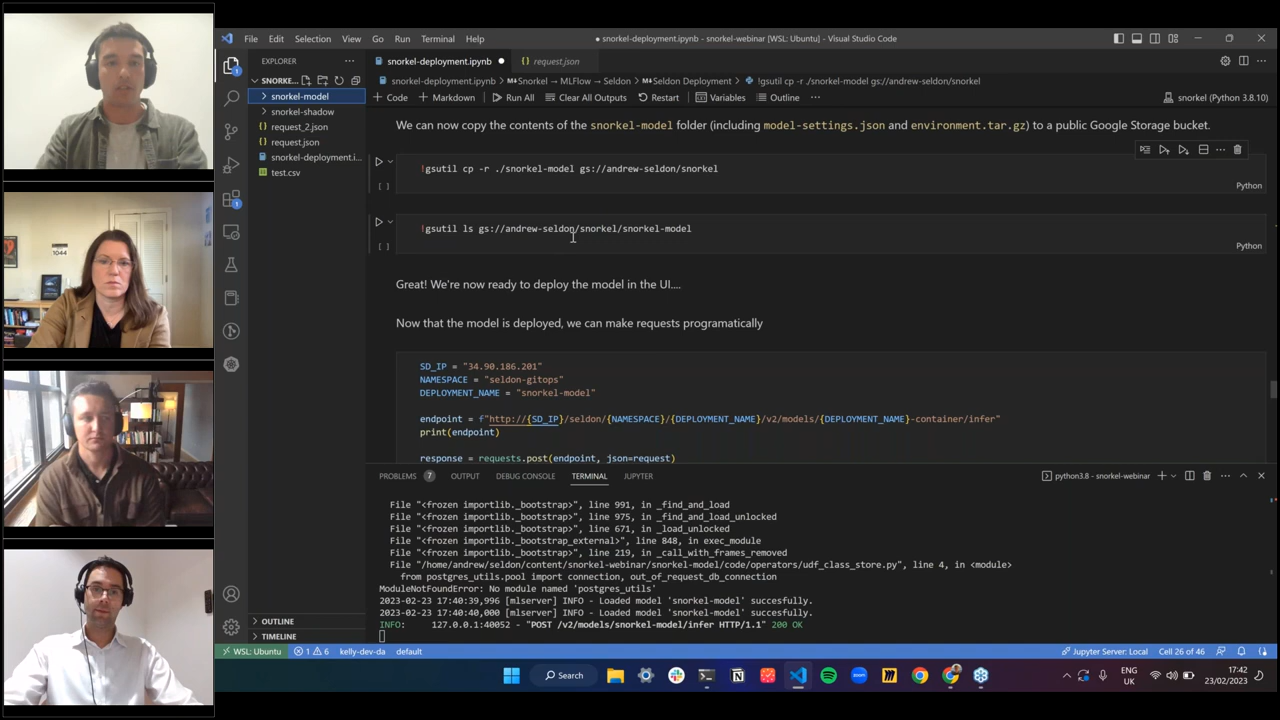 File Edit Selection View Go Run Terminal Help
● snorkel-deployment.ipynb - snorkel-webinar [WSL: Ubuntu] - Visual Studio Code
EXPLORER
snorkel-deployment.ipynb ●
request.json
SNORKE...
snorkel-deployment.ipynb > Snorkel → MLFlow → Seldon > Seldon Deployment > !gsutil cp -r ./snorkel-model gs://andrew-seldon/snorkel
snorkel-model
+ Code + Markdown Run All Clear All Outputs Restart Variables Outline ···
snorkel (Python 3.8.10)
snorkel-shadow
request_2.json
request.json
snorkel-deployment.i...
test.csv
We can now copy the contents of the snorkel-model folder (including model-settings.json and environment.tar.gz) to a public Google Storage bucket.
!gsutil cp -r ./snorkel-model gs://andrew-seldon/snorkel
[ ]
Python
!gsutil ls gs://andrew-seldon/snorkel/snorkel-model
[ ]
Python
Great! We're now ready to deploy the model in the UI....
Now that the model is deployed, we can make requests programatically
SD_IP = "34.90.186.201"
NAMESPACE = "seldon-gitops"
DEPLOYMENT_NAME = "snorkel-model"
endpoint = f"http://{SD_IP}/seldon/{NAMESPACE}/{DEPLOYMENT_NAME}/v2/models/{DEPLOYMENT_NAME}-container/infer"
print(endpoint)
response = requests.post(endpoint, json=request)
PROBLEMS 7 OUTPUT DEBUG CONSOLE TERMINAL JUPYTER
python3.8 - snorkel-webinar
File "<frozen importlib._bootstrap>", line 991, in _find_and_load
File "<frozen importlib._bootstrap>", line 975, in _find_and_load_unlocked
File "<frozen importlib._bootstrap>", line 671, in _load_unlocked
File "<frozen importlib._bootstrap_external>", line 848, in exec_module
File "<frozen importlib._bootstrap>", line 219, in _call_with_frames_removed
File "/home/andrew/seldon/content/snorkel-webinar/snorkel-model/code/operators/udf_class_store.py", line 4, in <module>
from postgres_utils.pool import connection, out_of_request_db_connection
ModuleNotFoundError: No module named 'postgres_utils'
2023-02-23 17:40:39,996 [mlserver] INFO - Loaded model 'snorkel-model' succesfully.
2023-02-23 17:40:40,000 [mlserver] INFO - Loaded model 'snorkel-model' succesfully.
INFO: 127.0.0.1:40052 - "POST /v2/models/snorkel-model/infer HTTP/1.1" 200 OK
OUTLINE
TIMELINE
WSL: Ubuntu 1 6 kelly-dev-da default
Jupyter Server: Local Cell 26 of 46
Search
ENG
UK
17:42
23/02/2023
1044